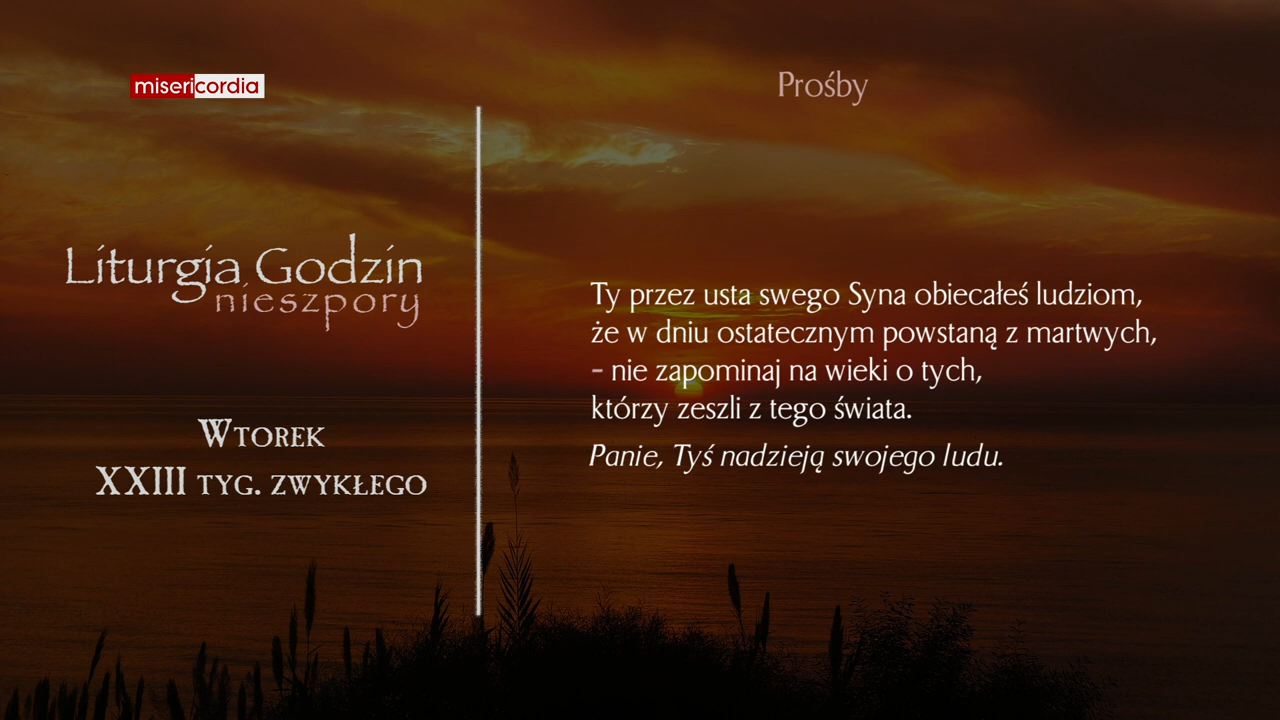 misericordia
Prośby
Liturgia Godzin
nieszpory
Wtorek
XXIII tyg. zwykłego
Ty przez usta swego Syna obiecałeś ludziom,
że w dniu ostatecznym powstaną z martwych,
- nie zapominaj na wieki o tych,
którzy zeszli z tego świata.
Panie, Tyś nadzieją swojego ludu.